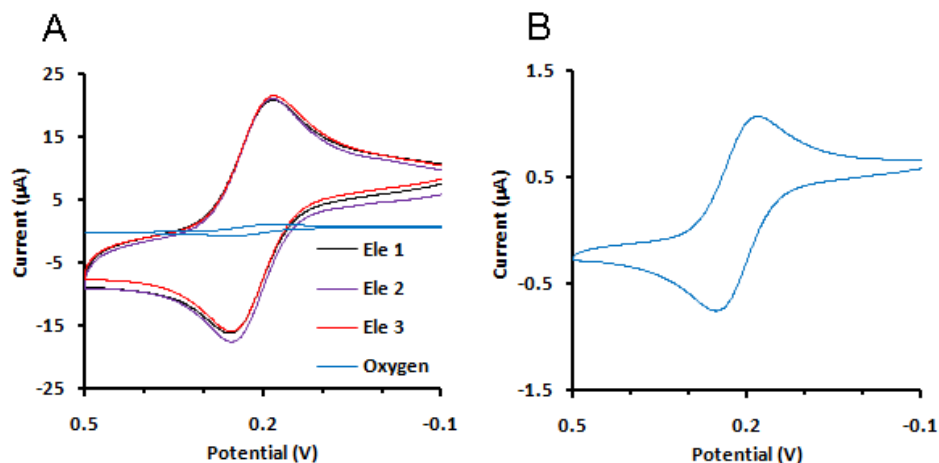 A
25
15
5
-5
-15
-25
Current (µA)
Ele 1
Ele 2
Ele 3
Oxygen
0.5
0.2
-0.1
Potential (V)
B
1.5
0.5
-0.5
-1.5
Current (µA)
0.5
0.2
-0.1
Potential (V)